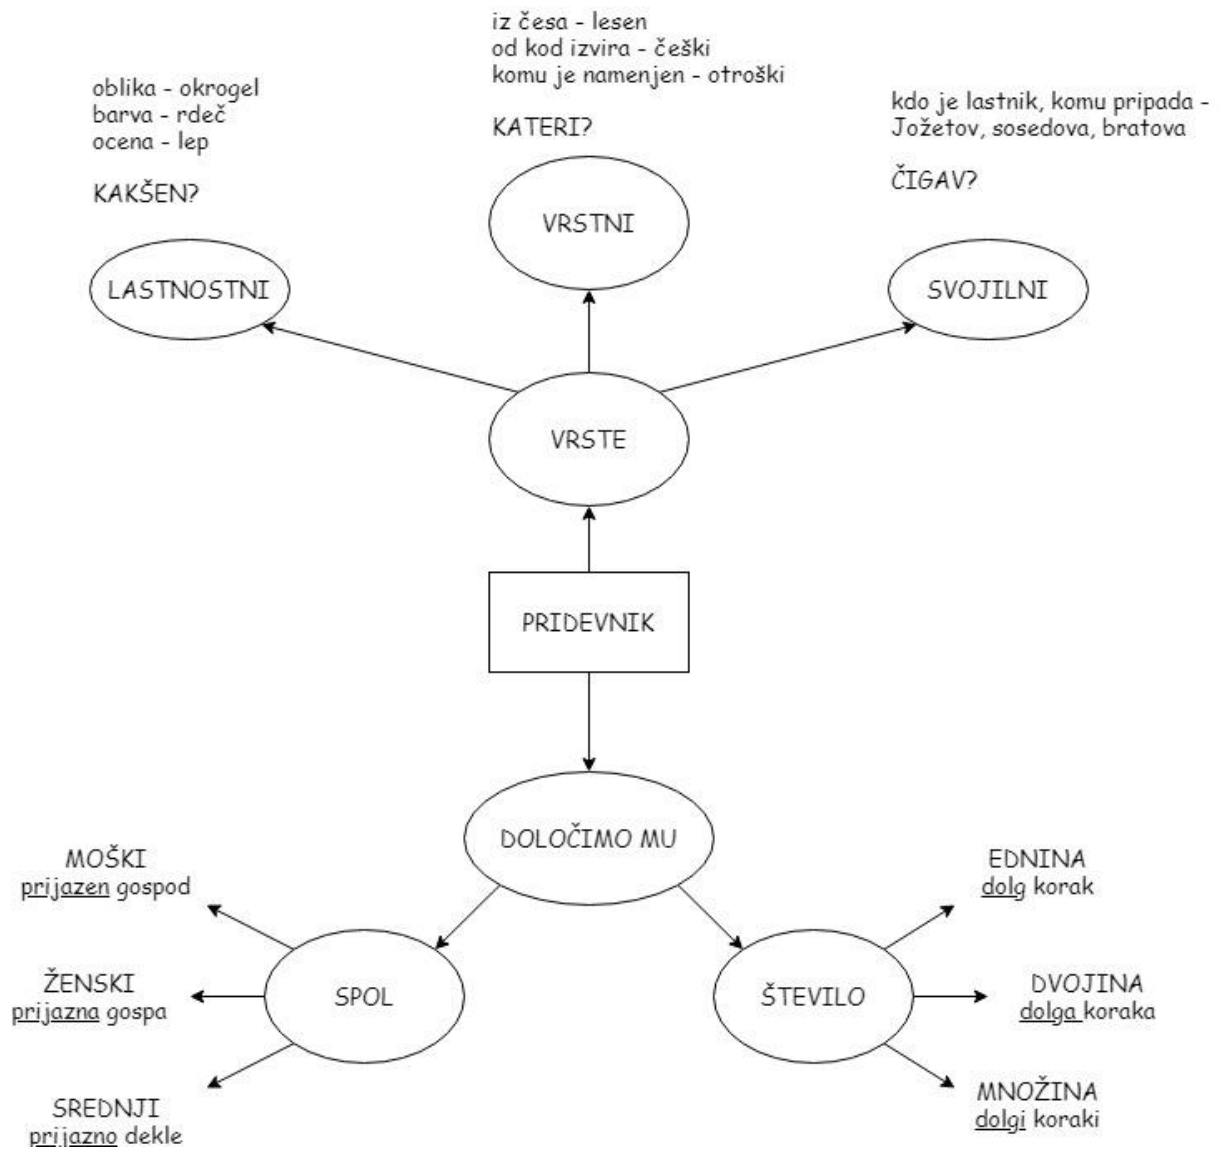 iz česa - lesen
od kod izvira - češki
komu je namenjen - otroški
KATERI?
oblika - okrogel
barva - rdeč
ocena - lep
KAKŠEN?
kdo je lastnik, komu pripada -
Jožetov, sosedova, bratova
ČIGAV?
VRSTNI
LASTNOSTNI
SVOJILNI
VRSTE
PRIDEVNIK
DOLOČIMO MU
MOŠKI
prijazen gospod
EDNINA
dolg korak
ŽENSKI
prijazna gospa
SPOL
ŠTEVILO
DVOJINA
dolga koraka
SREDNJI
prijazno dekle
MNOŽINA
dolgi koraki